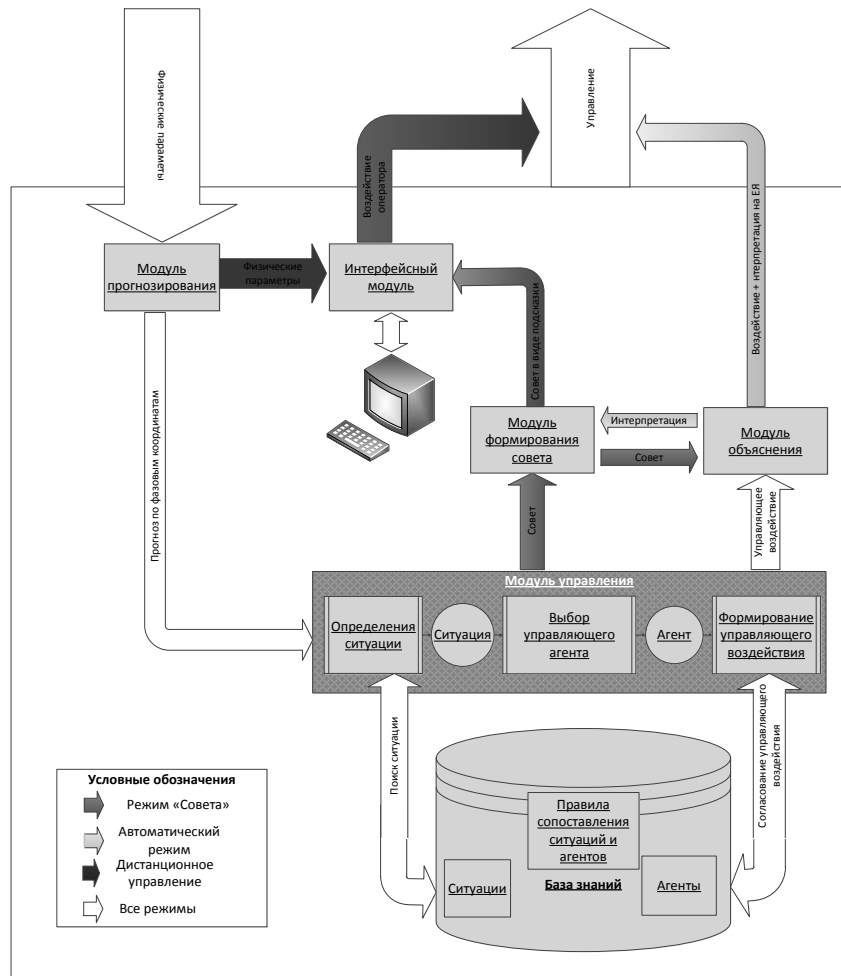 Физические параметры
Управление
Воздействие
оператора
Воздействие + нтерпретация на ЕЯ
Модуль
прогнозирования
Физические
параметры
Интерфейсный
модуль
Совет в виде подсказки
Модуль
формирования
совета
Интерпретация
Совет
Модуль
объяснения
Прогноз по фазовым координатам
Совет
Управляющее
воздействие
Модуль управления
Определения
ситуации
Ситуация
Выбор
управляющего
агента
Агент
Формирование
управляющего
воздействия
Поиск ситуации
Согласование управляющего
воздействия
Правила
сопоставления
ситуаций и
агентов
База знаний
Ситуации
Агенты
Условные обозначения
Режим «Совета»
Автоматический
режим
Дистанционное
управление
Все режимы